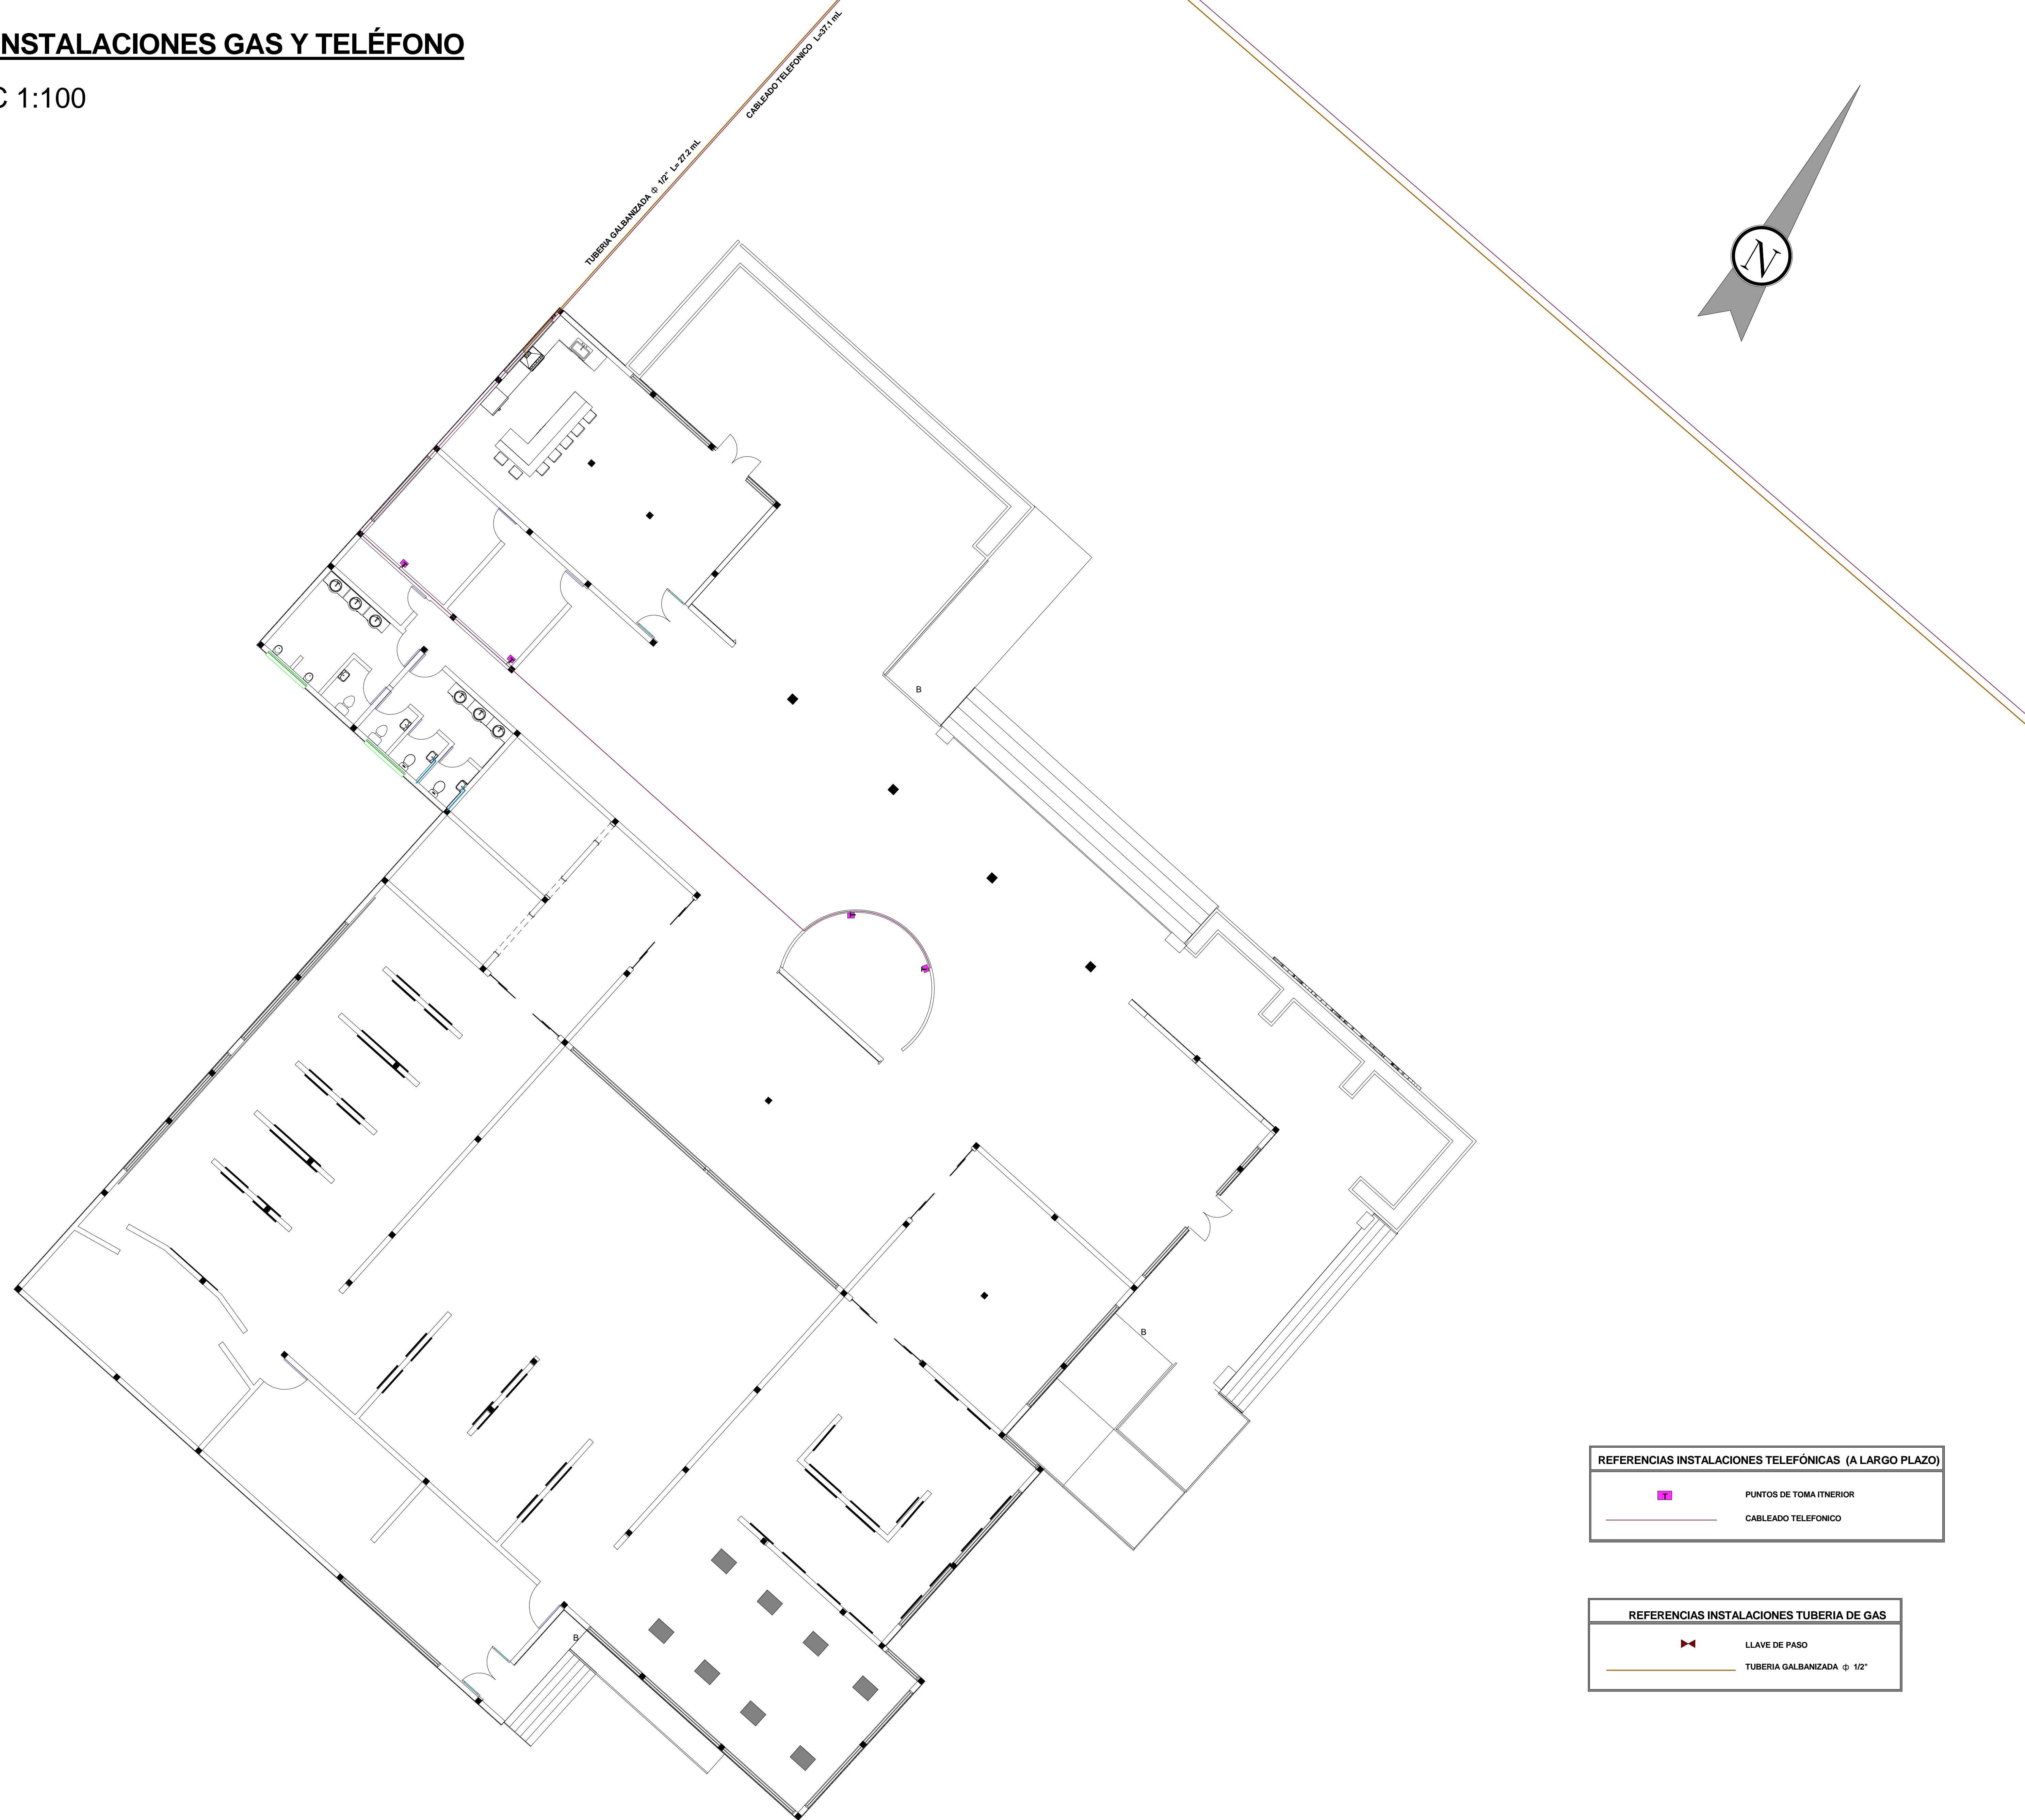 NSTALACIONES GAS Y TELÉFONO
C 1:100
CABLEADO TELEFONICO L=37.1 mL
TUBERIA GALBANIZADA ϕ 1/2" L= 27.2 mL
N
B
B
B
REFERENCIAS INSTALACIONES TELEFÓNICAS (A LARGO PLAZO)
T PUNTOS DE TOMA ITNERIOR
CABLEADO TELEFONICO
REFERENCIAS INSTALACIONES TUBERIA DE GAS
LLAVE DE PASO
TUBERIA GALBANIZADA ϕ 1/2"